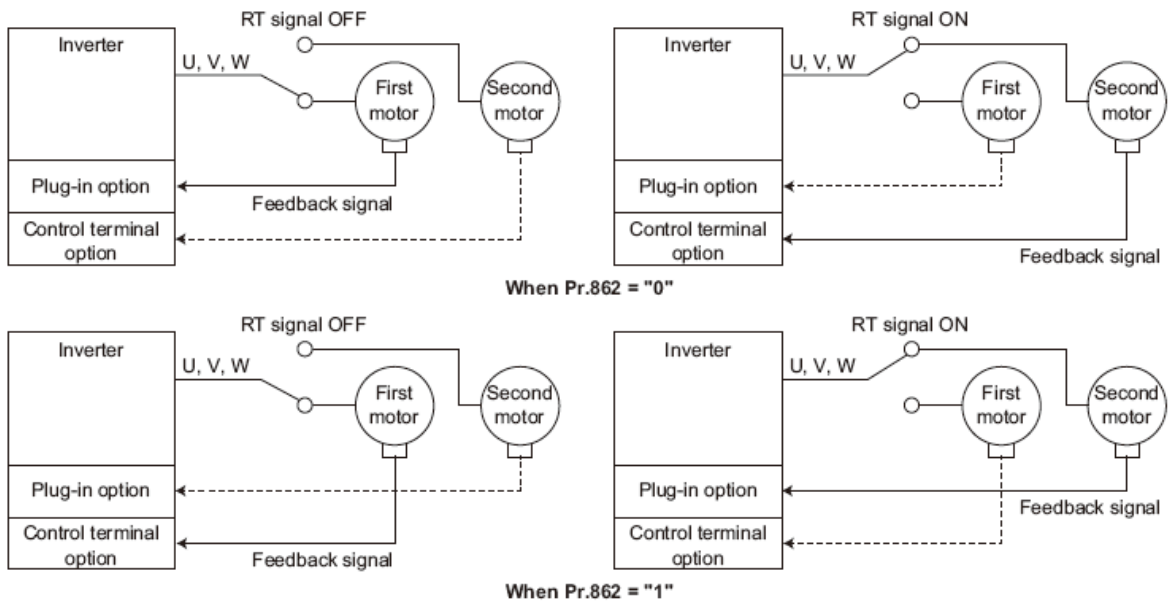 RT signal OFF
Inverter
U, V, W
First
motor
Second
motor
Plug-in option
Feedback signal
Control terminal
option
RT signal ON
Inverter
U, V, W
First
motor
Second
motor
Plug-in option
Control terminal
option
Feedback signal
When Pr.862 = "0"
RT signal OFF
Inverter
U, V, W
First
motor
Second
motor
Plug-in option
Control terminal
option
Feedback signal
RT signal ON
Inverter
U, V, W
First
motor
Second
motor
Plug-in option
Feedback signal
Control terminal
option
When Pr.862 = "1"